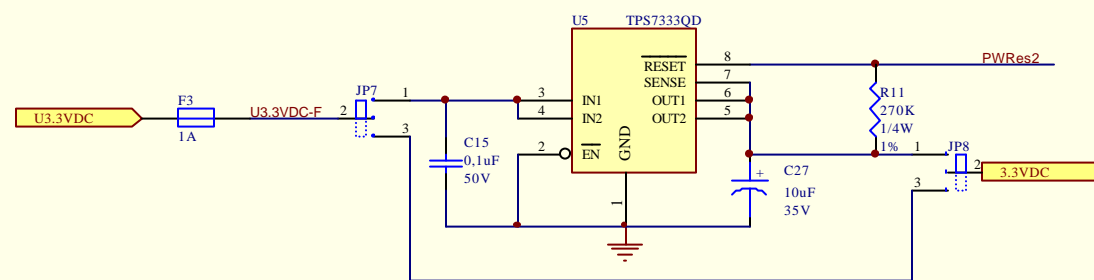 U5 TPS7333QD
U3.3VDC
F3
1A
U3.3VDC-F
JP7
1
2
3
C15
0,1uF
50V
3 IN1
4 IN2
2 EN
GND
1
RESET 8
SENSE 7
OUT1 6
OUT2 5
PWRes2
R11
270K
1/4W
1%
+
C27
10uF
35V
JP8
1
2
3
3.3VDC